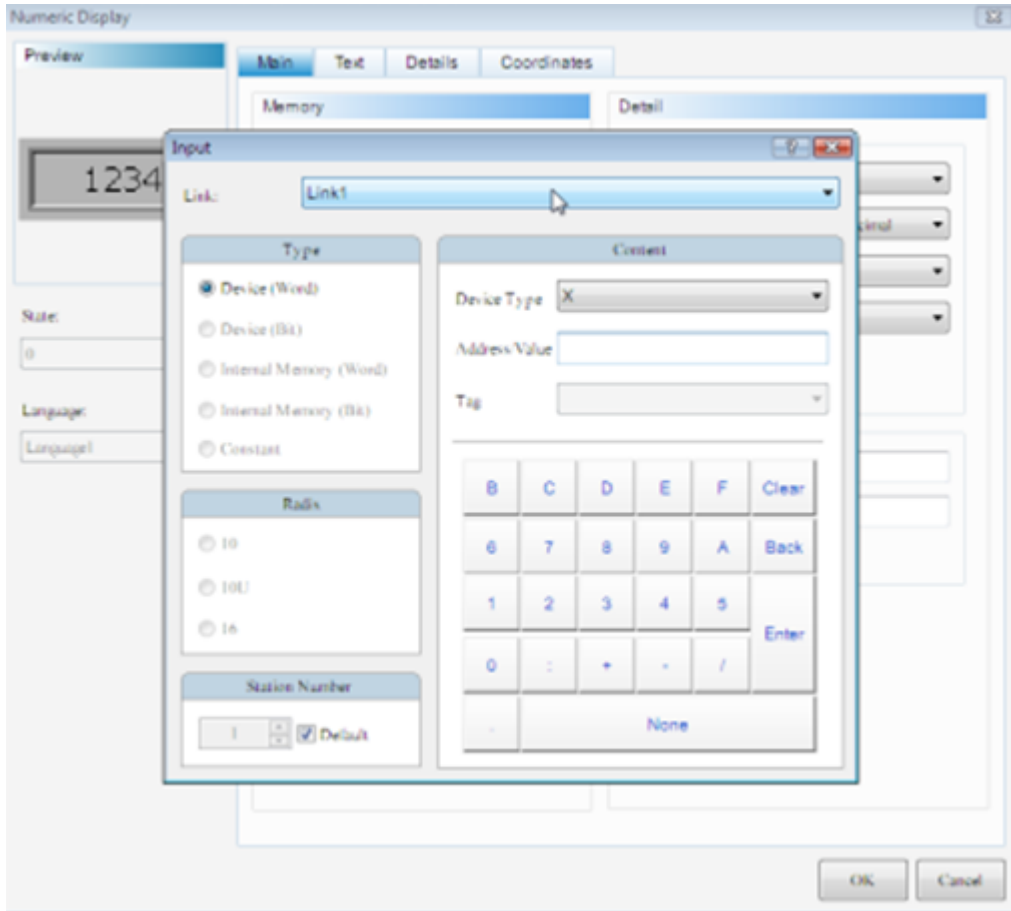 Numeric Display
Preview
Main Text Details Coordinates
Memory
Detail
Input
1234
Link:
Link1
Type
Content
Device (Word)
Device Type X
State:
Device (Bit)
Address/Value
0
Internal Memory (Word)
Language:
Internal Memory (Bit)
Tag
Language1
Constant
B C D E F Clear
Radix
10
6 7 8 9 A Back
10U
1 2 3 4 5
16
Enter
0 : + - /
Station Number
1 Default
. None
OK Cancel